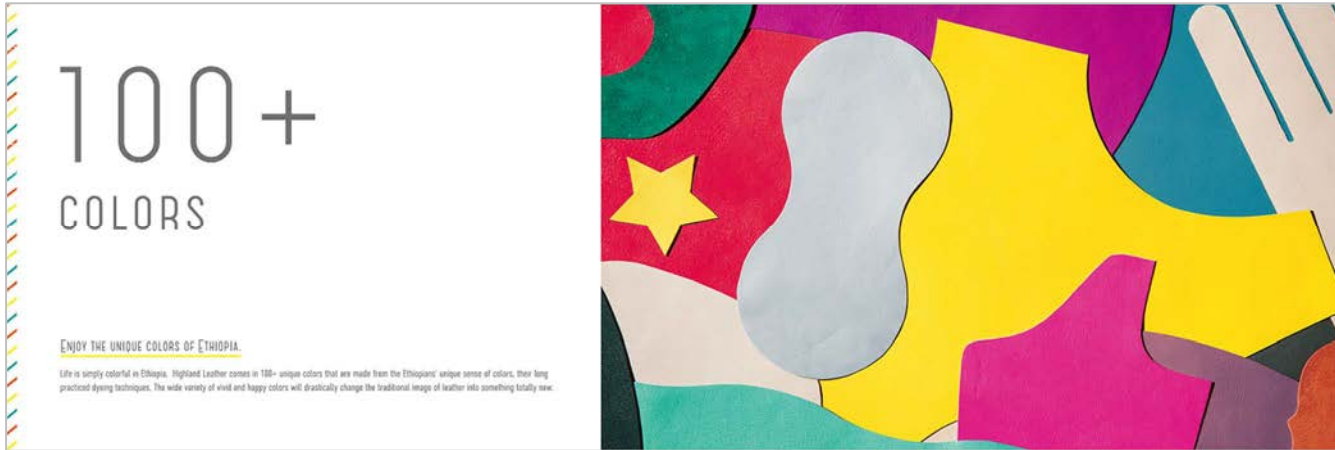 100+
COLORS
ENJOY THE UNIQUE COLORS OF ETHIOPIA.
Life is simply colorful in Ethiopia. Highland Leather comes in 100+ unique colors that are made from the Ethiopians' unique sense of colors, their long
practiced dyeing techniques. The wide variety of vivid and happy colors will drastically change the traditional image of leather into something totally new.